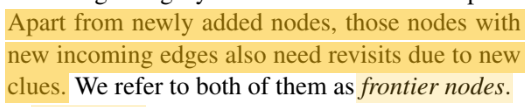 Apart from newly added nodes, those nodes with
new incoming edges also need revisits due to new
clues. We refer to both of them as frontier nodes.